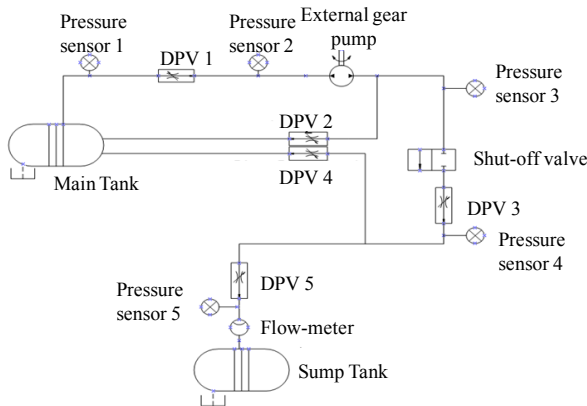 External gear
pump
Pressure
sensor 1
DPV 1
Pressure
sensor 2
Pressure
sensor 3
DPV 2
DPV 4
Main Tank
Shut-off valve
DPV 3
Pressure
sensor 4
DPV 5
Pressure
sensor 5
Flow-meter
Sump Tank